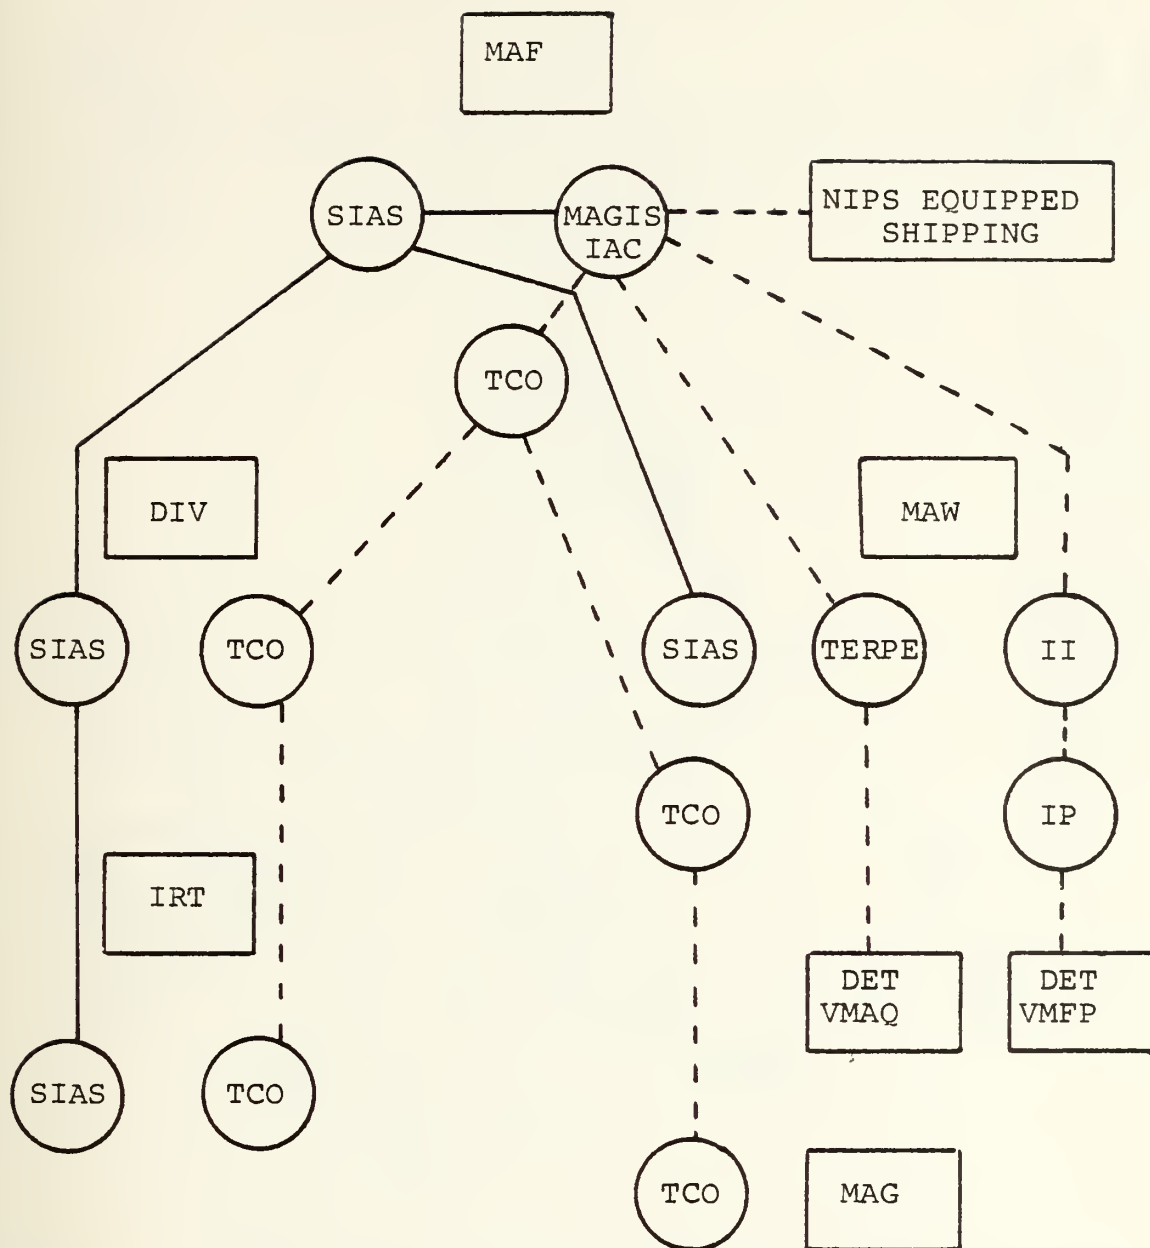 MAF
SIAS
MAGIS
IAC
NIPS EQUIPPED
SHIPPING
TCO
DIV
MAW
SIAS
TCO
SIAS
TERPE
II
TCO
IP
IRT
DET
VMAQ
DET
VMFP
SIAS
TCO
TCO
MAG